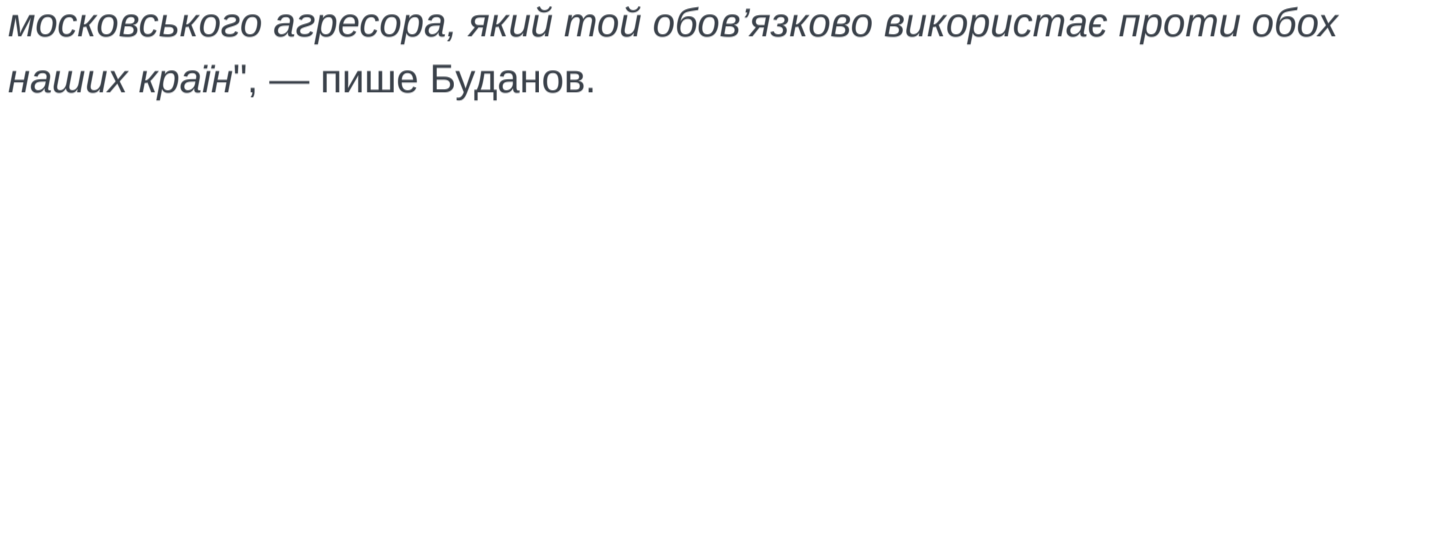 московського агресора, який той обов’язково використає проти обох
наших країн", — пише Буданов.